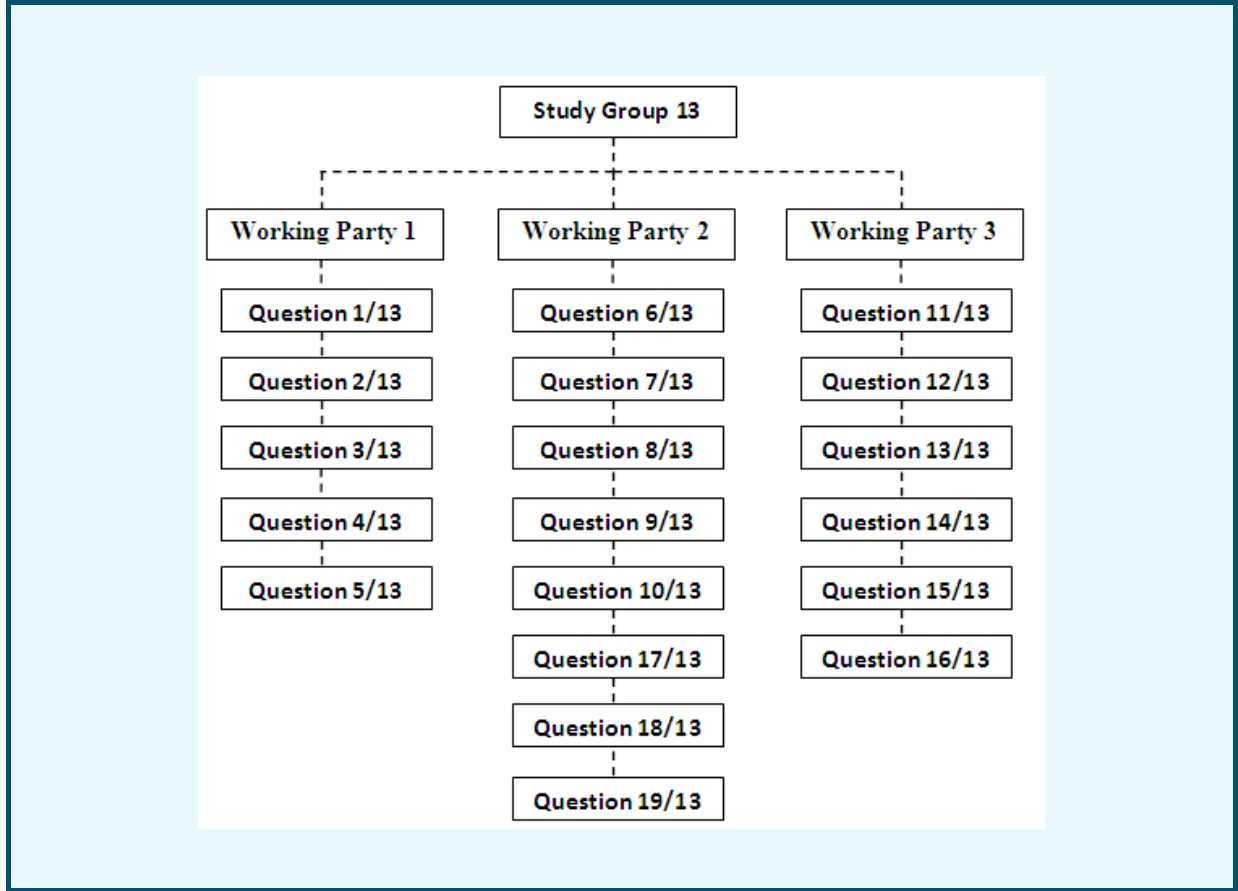 Study Group 13
Working Party 1
Working Party 2
Working Party 3
Question 1/13
Question 6/13
Question 11/13
Question 2/13
Question 7/13
Question 12/13
Question 3/13
Question 8/13
Question 13/13
Question 4/13
Question 9/13
Question 14/13
Question 5/13
Question 10/13
Question 15/13
Question 17/13
Question 16/13
Question 18/13
Question 19/13